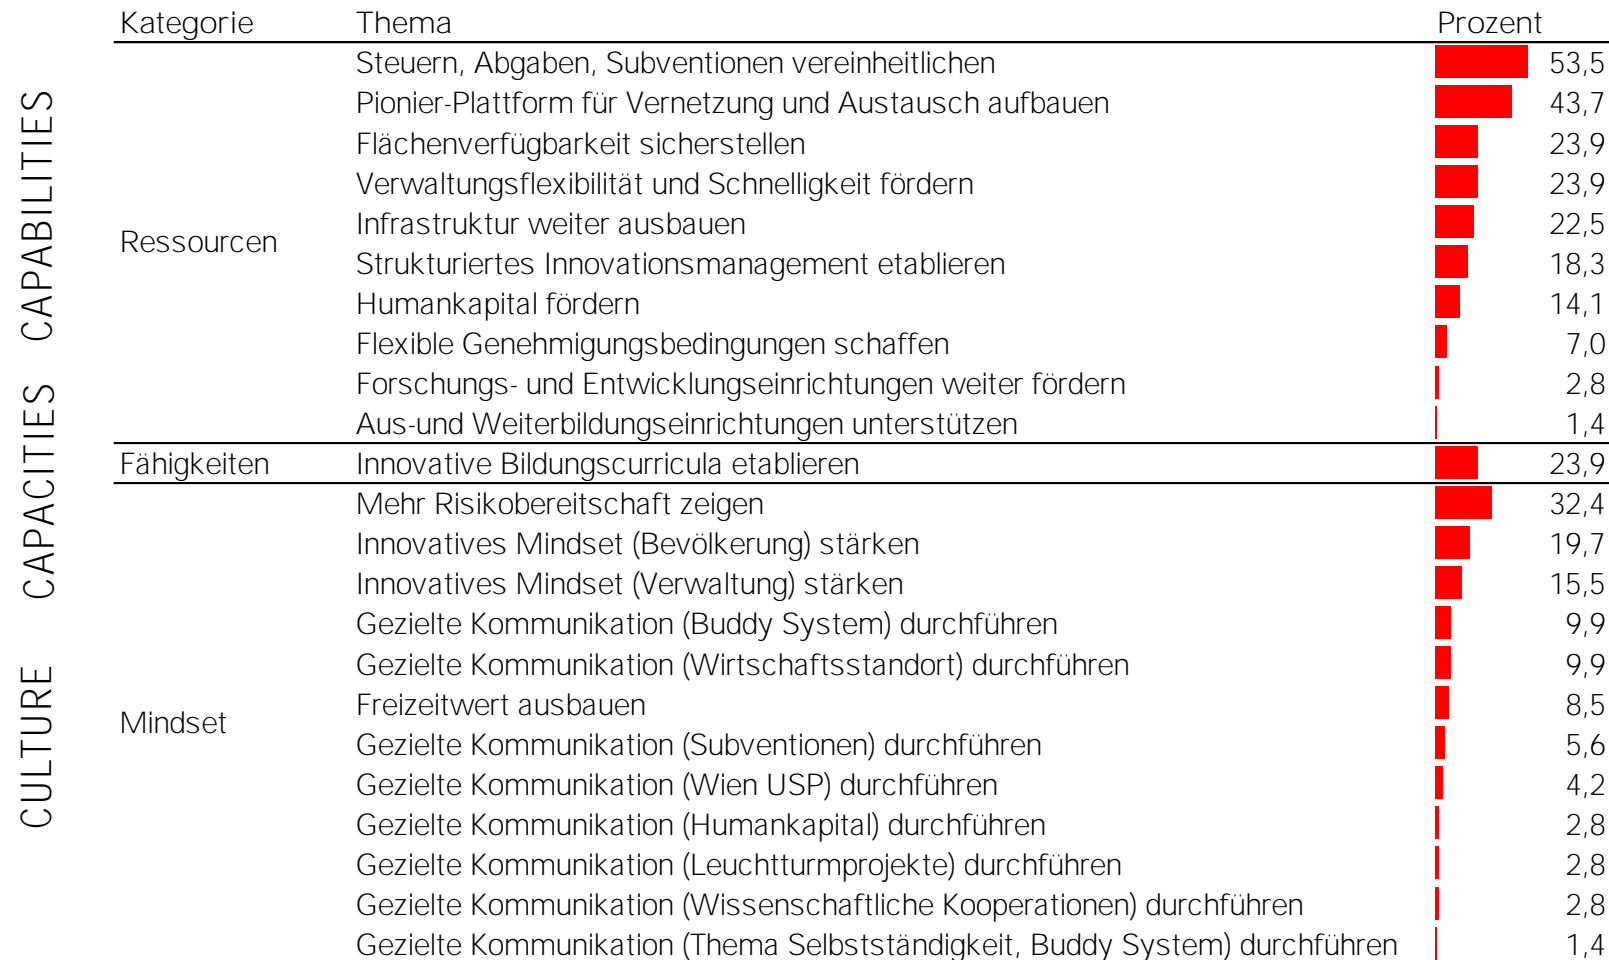 Kategorie Thema Prozent
Steuern, Abgaben, Subventionen vereinheitlichen 53,5
Pionier-Plattform für Vernetzung und Austausch aufbauen 43,7
Flächenverfügbarkeit sicherstellen 23,9
Verwaltungsflexibilität und Schnelligkeit fördern 23,9
Infrastruktur weiter ausbauen 22,5
Ressourcen
Strukturiertes Innovationsmanagement etablieren 18,3
Humankapital fördern 14,1
Flexible Genehmigungsbedingungen schaffen 7,0
Forschungs- und Entwicklungseinrichtungen weiter fördern 2,8
Aus-und Weiterbildungseinrichtungen unterstützen 1,4
Fähigkeiten Innovative Bildungscurricula etablieren 23,9
Mehr Risikobereitschaft zeigen 32,4
Innovatives Mindset (Bevölkerung) stärken 19,7
Innovatives Mindset (Verwaltung) stärken 15,5
Gezielte Kommunikation (Buddy System) durchführen 9,9
Gezielte Kommunikation (Wirtschaftsstandort) durchführen 9,9
Freizeitwert ausbauen 8,5
Mindset
Gezielte Kommunikation (Subventionen) durchführen 5,6
Gezielte Kommunikation (Wien USP) durchführen 4,2
Gezielte Kommunikation (Humankapital) durchführen 2,8
Gezielte Kommunikation (Leuchtturmprojekte) durchführen 2,8
Gezielte Kommunikation (Wissenschaftliche Kooperationen) durchführen 2,8
Gezielte Kommunikation (Thema Selbstständigkeit, Buddy System) durchführen 1,4
CULTURE CAPACITIES CAPABILITIES